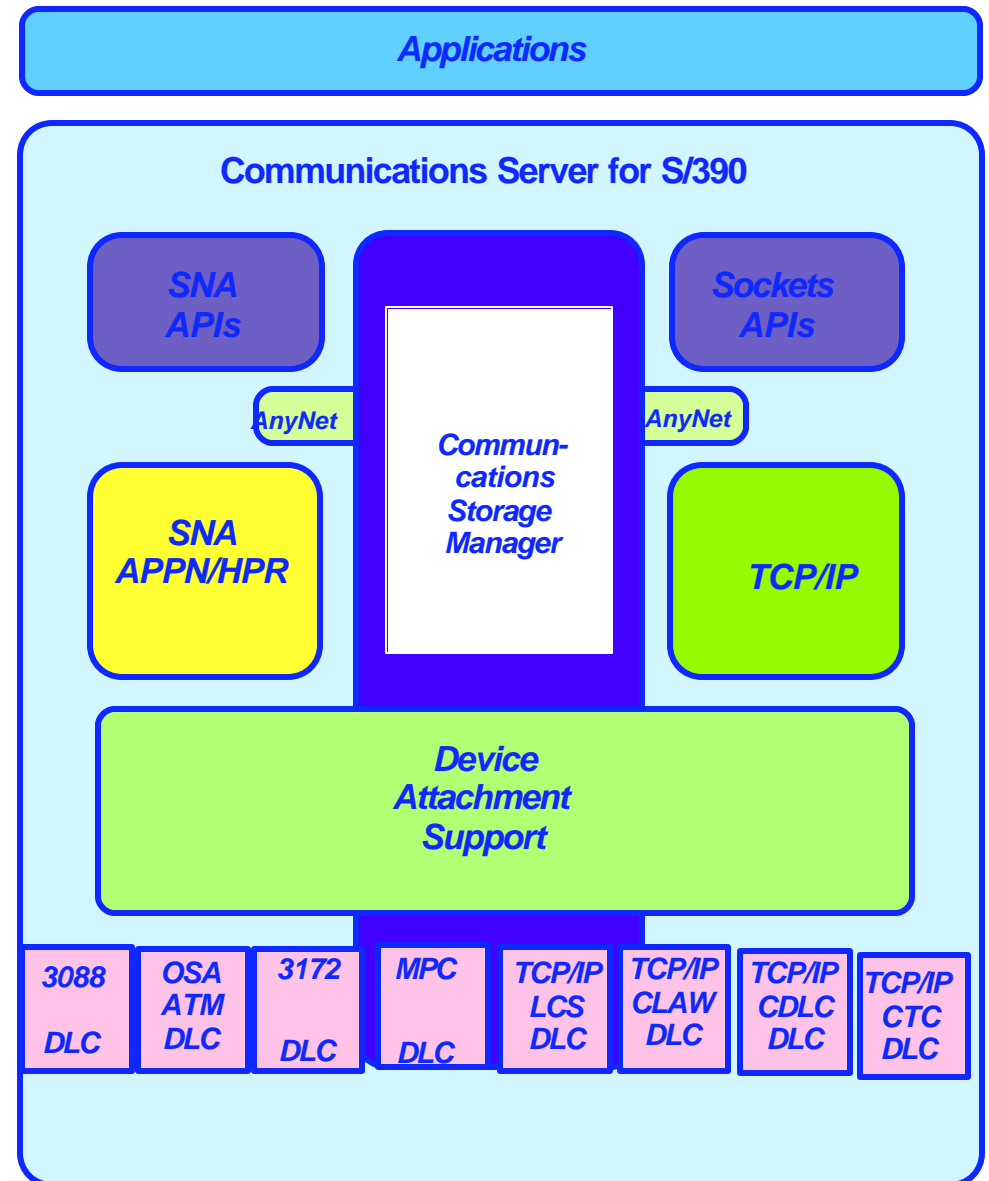 Applications
Communications Server for S/390
SNA
APIs
Sockets
APIs
AnyNet
AnyNet
Commun-
cations
Storage
Manager
SNA
APPN/HPR
TCP/IP
Device
Attachment
Support
3088
DLC
OSA
ATM
DLC
3172
DLC
MPC
DLC
TCP/IP
LCS
DLC
TCP/IP
CLAW
DLC
TCP/IP
CDLC
DLC
TCP/IP
CTC
DLC